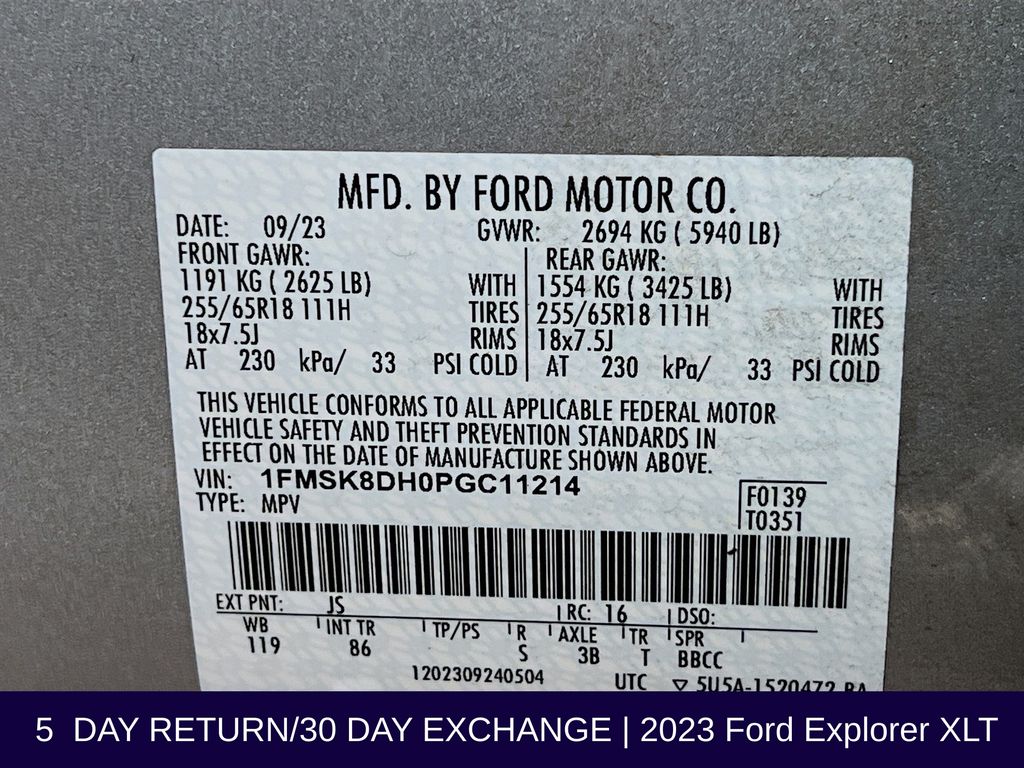 MFD. BY FORD MOTOR CO.
DATE: 09/23 GVWR: 2694 KG ( 5940 LB)
FRONT GAWR: REAR GAWR:
1191 KG ( 2625 LB) WITH 1554 KG ( 3425 LB) WITH
255/65R18 111H TIRES 255/65R18 111H TIRES
18x7.5J RIMS 18x7.5J RIMS
AT 230 kPa/ 33 PSI COLD AT 230 kPa/ 33 PSI COLD
THIS VEHICLE CONFORMS TO ALL APPLICABLE FEDERAL MOTOR
VEHICLE SAFETY AND THEFT PREVENTION STANDARDS IN
EFFECT ON THE DATE OF MANUFACTURE SHOWN ABOVE.
VIN: 1FMSK8DH0PGC11214
TYPE: MPV
F0139
T0351
EXT PNT: JS RC: 16 DSO:
WB INT TR TP/PS R AXLE TR SPR
119 86 S 3B T BBCC
1202309240504 UTC ▽ 5U5A-1520472
5 DAY RETURN/30 DAY EXCHANGE | 2023 Ford Explorer XLT